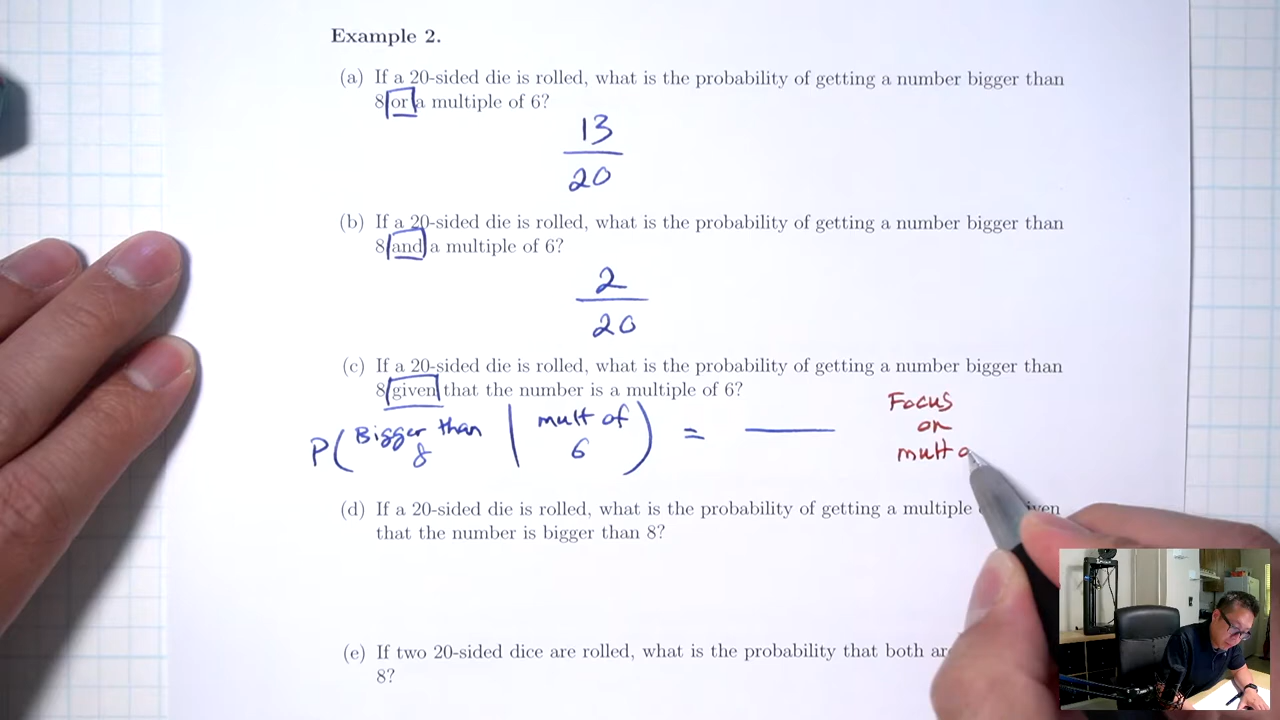 Example 2.
(a) If a 20-sided die is rolled, what is the probability of getting a number bigger than
8 or a multiple of 6?
13
20
(b) If a 20-sided die is rolled, what is the probability of getting a number bigger than
8 and a multiple of 6?
2
20
(c) If a 20-sided die is rolled, what is the probability of getting a number bigger than
8 given that the number is a multiple of 6?
P( Bigger than 8 | mult of 6 ) =
Focus
on
mult o
(d) If a 20-sided die is rolled, what is the probability of getting a multiple
that the number is bigger than 8?
(e) If two 20-sided dice are rolled, what is the probability that both
8?